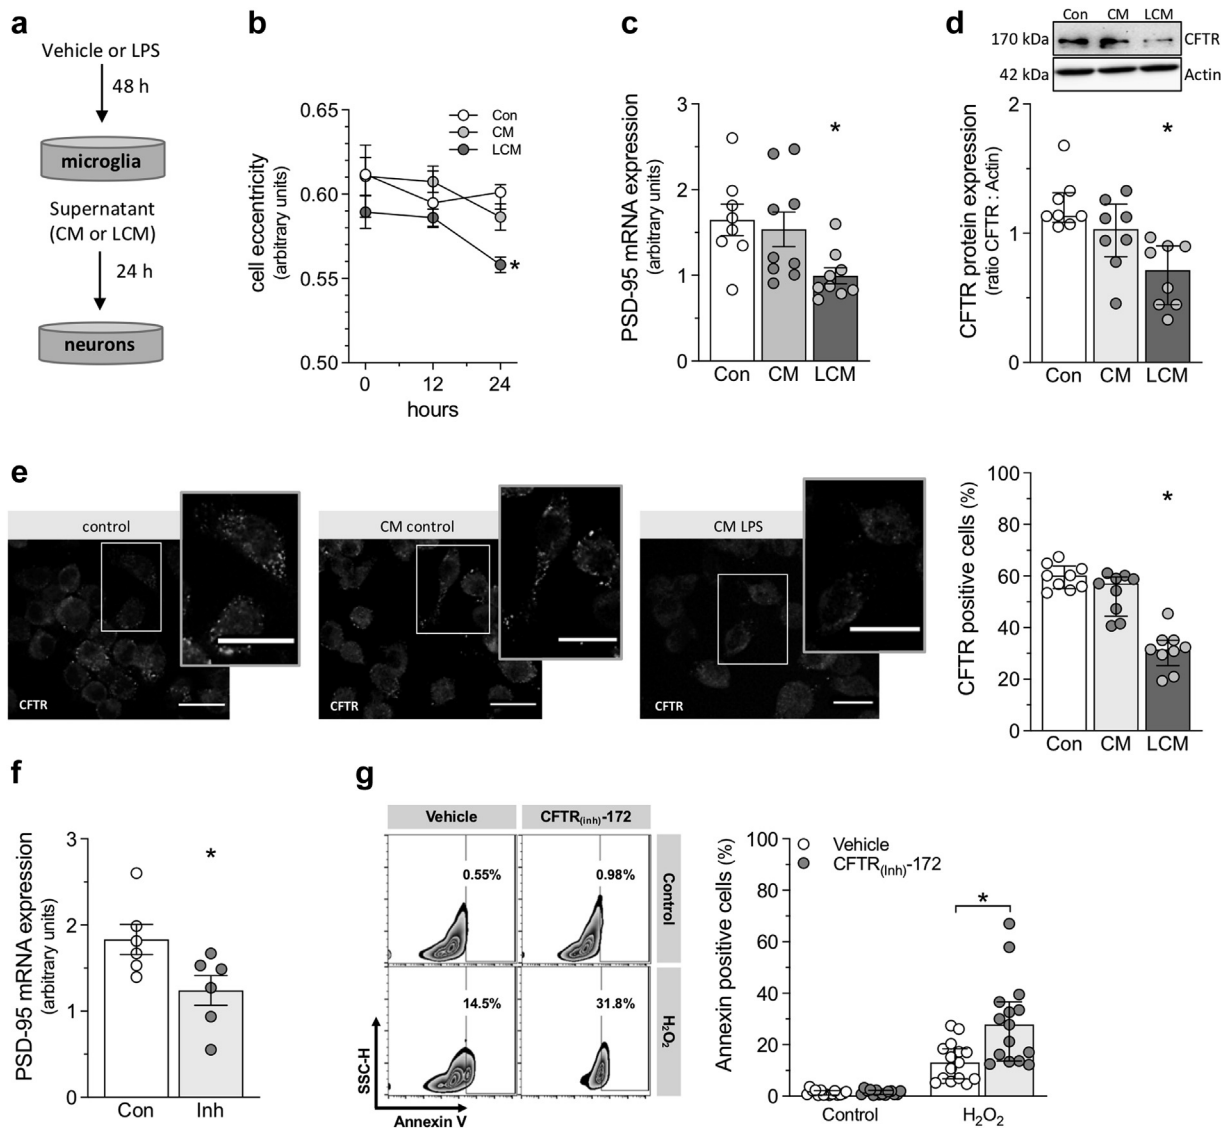 a
Vehicle or LPS
48 h
microglia
Supernatant
(CM or LCM)
24 h
neurons
b
cell eccentricity
(arbitrary units)
0.65
0.60
0.55
0.50
Con
CM
LCM
*
0 12 24
hours
c
PSD-95 mRNA expression
(arbitrary units)
3
2
1
0
*
Con CM LCM
d
Con CM LCM
170 kDa CFTR
42 kDa Actin
CFTR protein expression
(ratio CFTR : Actin)
2
1
0
*
Con CM LCM
e
control
CFTR
CM control
CFTR
CM LPS
CFTR
CFTR positive cells (%)
100
80
60
40
20
0
*
Con CM LCM
f
PSD-95 mRNA expression
(arbitrary units)
3
2
1
0
*
Con Inh
g
Vehicle CFTR(inh)-172
0.55% 0.98%
Control
14.5% 31.8%
H2O2
SSC-H
Annexin V
Annexin positive cells (%)
100
80
60
40
20
0
Vehicle
CFTR(Inh)-172
*
Control H2O2